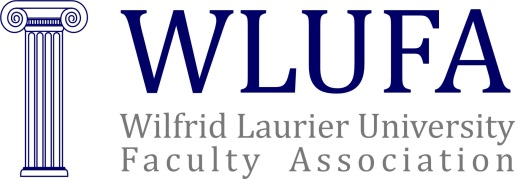 WLUFA
Wilfrid Laurier University
Faculty Association